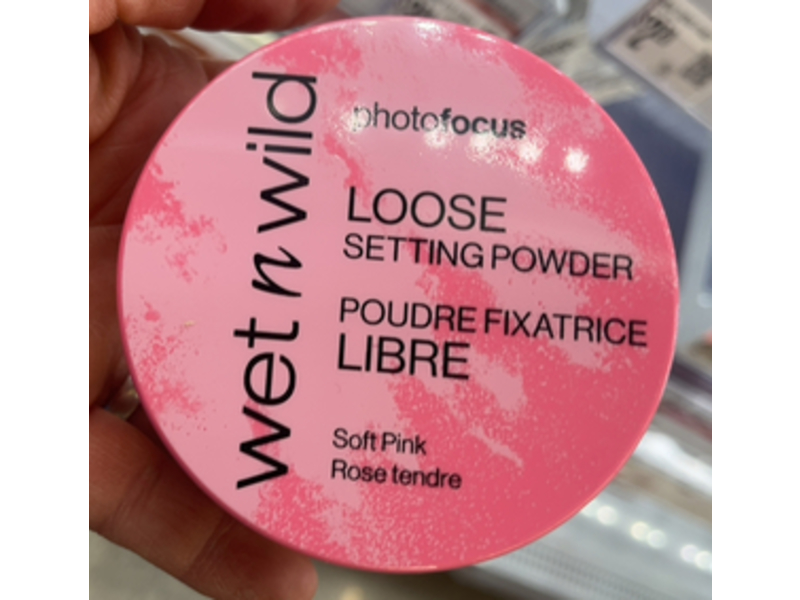 wet n wild
photofocus
LOOSE
SETTING POWDER
POUDRE FIXATRICE
LIBRE
Soft Pink
Rose tendre